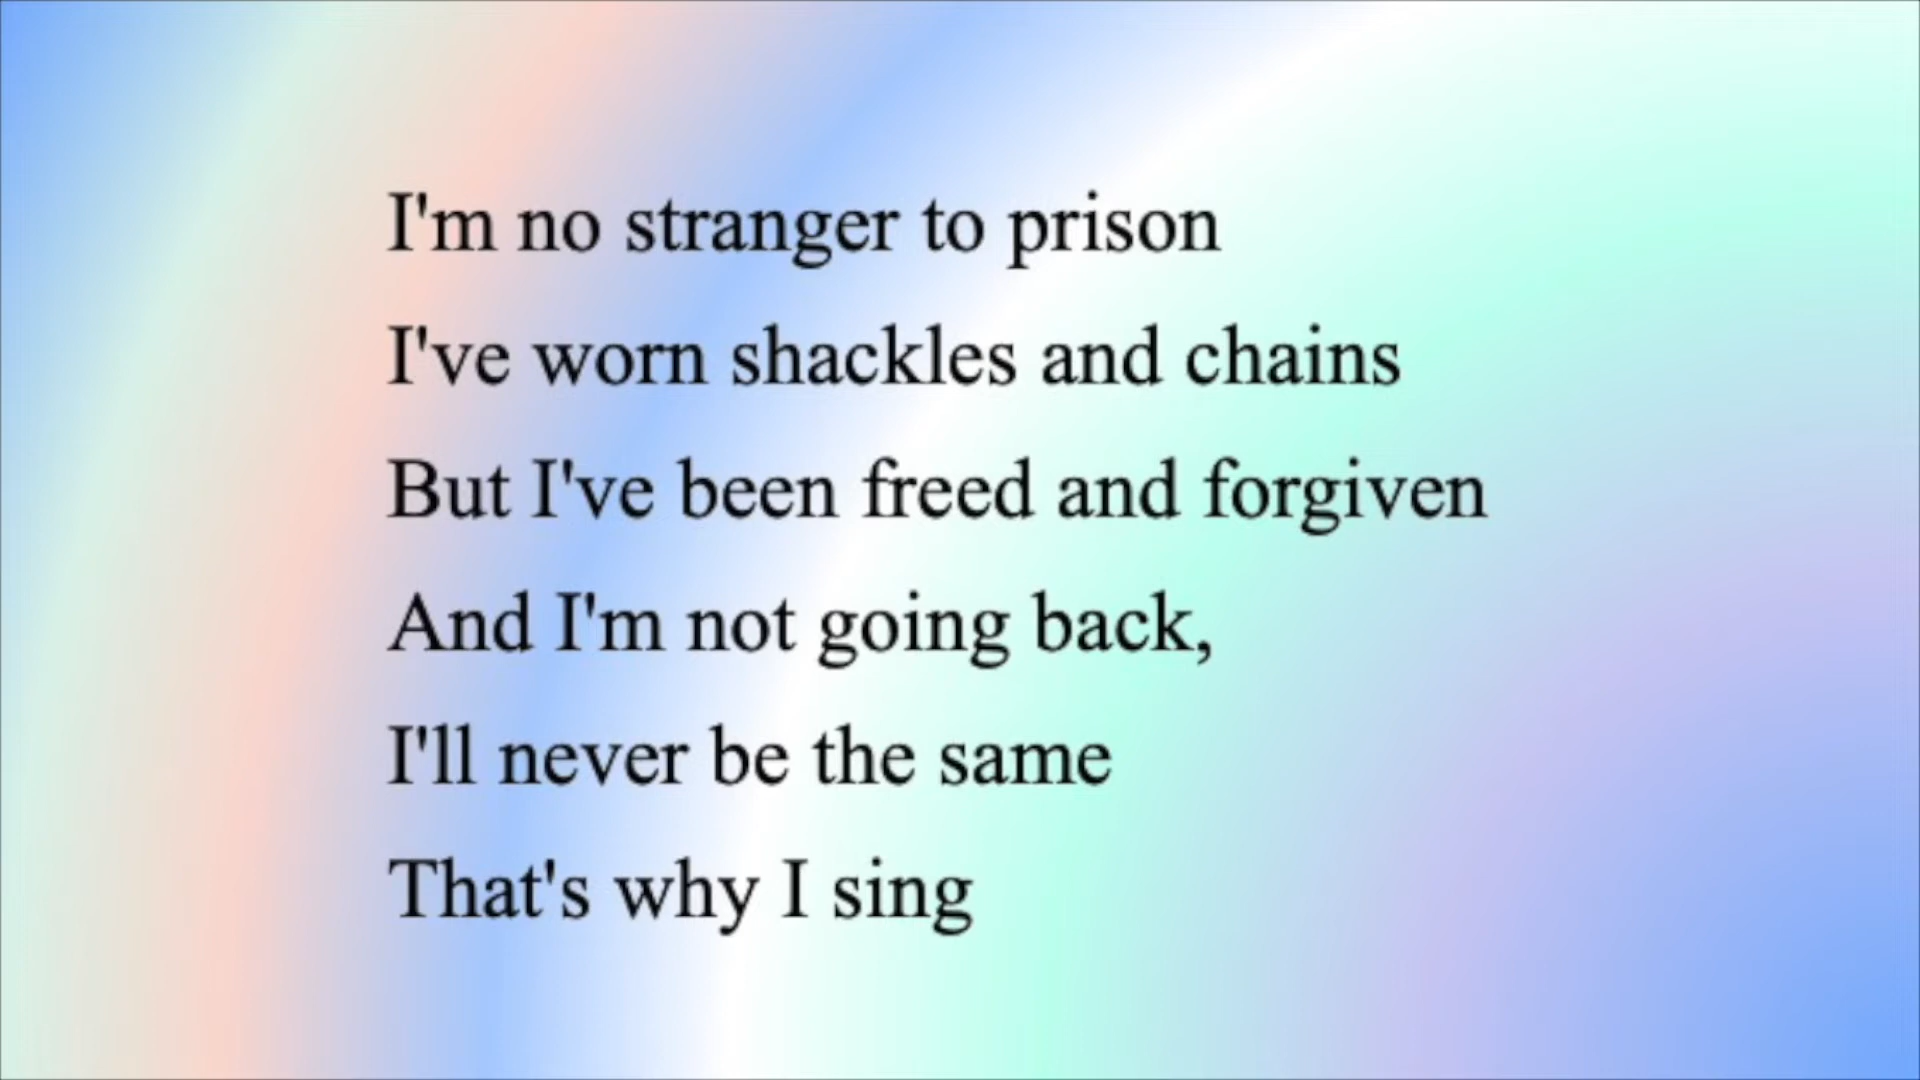 I'm no stranger to prison
I've worn shackles and chains
But I've been freed and forgiven
And I'm not going back,
I'll never be the same
That's why I sing